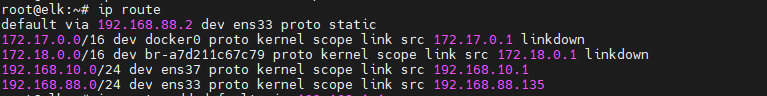 root@elk:~# ip route
default via 192.168.88.2 dev ens33 proto static
172.17.0.0/16 dev docker0 proto kernel scope link src 172.17.0.1 linkdown
172.18.0.0/16 dev br-a7d211c67c79 proto kernel scope link src 172.18.0.1 linkdown
192.168.10.0/24 dev ens37 proto kernel scope link src 192.168.10.1
192.168.88.0/24 dev ens33 proto kernel scope link src 192.168.88.135